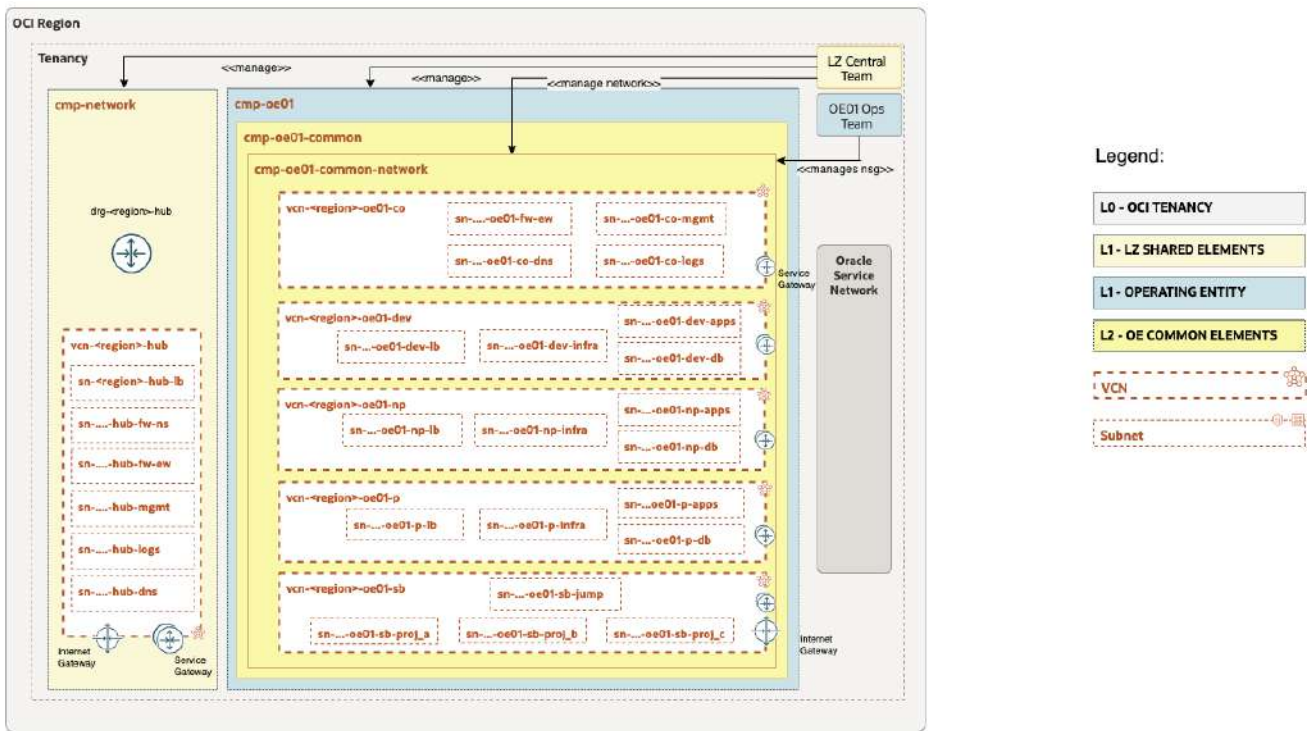 OCI Region
Tenancy
LZ Central
Team
<<manage>>
<<manage>>
<<manage network>>
OE01 Ops
Team
<<manages nsg>>
cmp-network
drg-<region>-hub
vcn-<region>-hub
sn-<region>-hub-lb
sn-....-hub-fw-ns
sn-....-hub-fw-ew
sn-....-hub-mgmt
sn-....-hub-logs
sn-....-hub-dns
Internet
Gateway
Service
Gateway
cmp-oe01
cmp-oe01-common
cmp-oe01-common-network
vcn-<region>-oe01-co
sn-....-oe01-fw-ew
sn-...-oe01-co-mgmt
sn-...-oe01-co-dns
sn-...-oe01-co-logs
Service
Gateway
vcn-<region>-oe01-dev
sn-...-oe01-dev-lb
sn-...-oe01-dev-infra
sn-...-oe01-dev-apps
sn-...-oe01-dev-db
vcn-<region>-oe01-np
sn-...-oe01-np-lb
sn-...-oe01-np-infra
sn-...-oe01-np-apps
sn-...-oe01-np-db
vcn-<region>-oe01-p
sn-...-oe01-p-lb
sn-...-oe01-p-infra
sn-...oe01-p-apps
sn-...-oe01-p-db
vcn-<region>-oe01-sb
sn-...-oe01-sb-jump
sn-...-oe01-sb-proj_a
sn-...-oe01-sb-proj_b
sn-...-oe01-sb-proj_c
Internet
Gateway
Oracle
Service
Network
Legend:
L0 - OCI TENANCY
L1 - LZ SHARED ELEMENTS
L1 - OPERATING ENTITY
L2 - OE COMMON ELEMENTS
VCN
Subnet